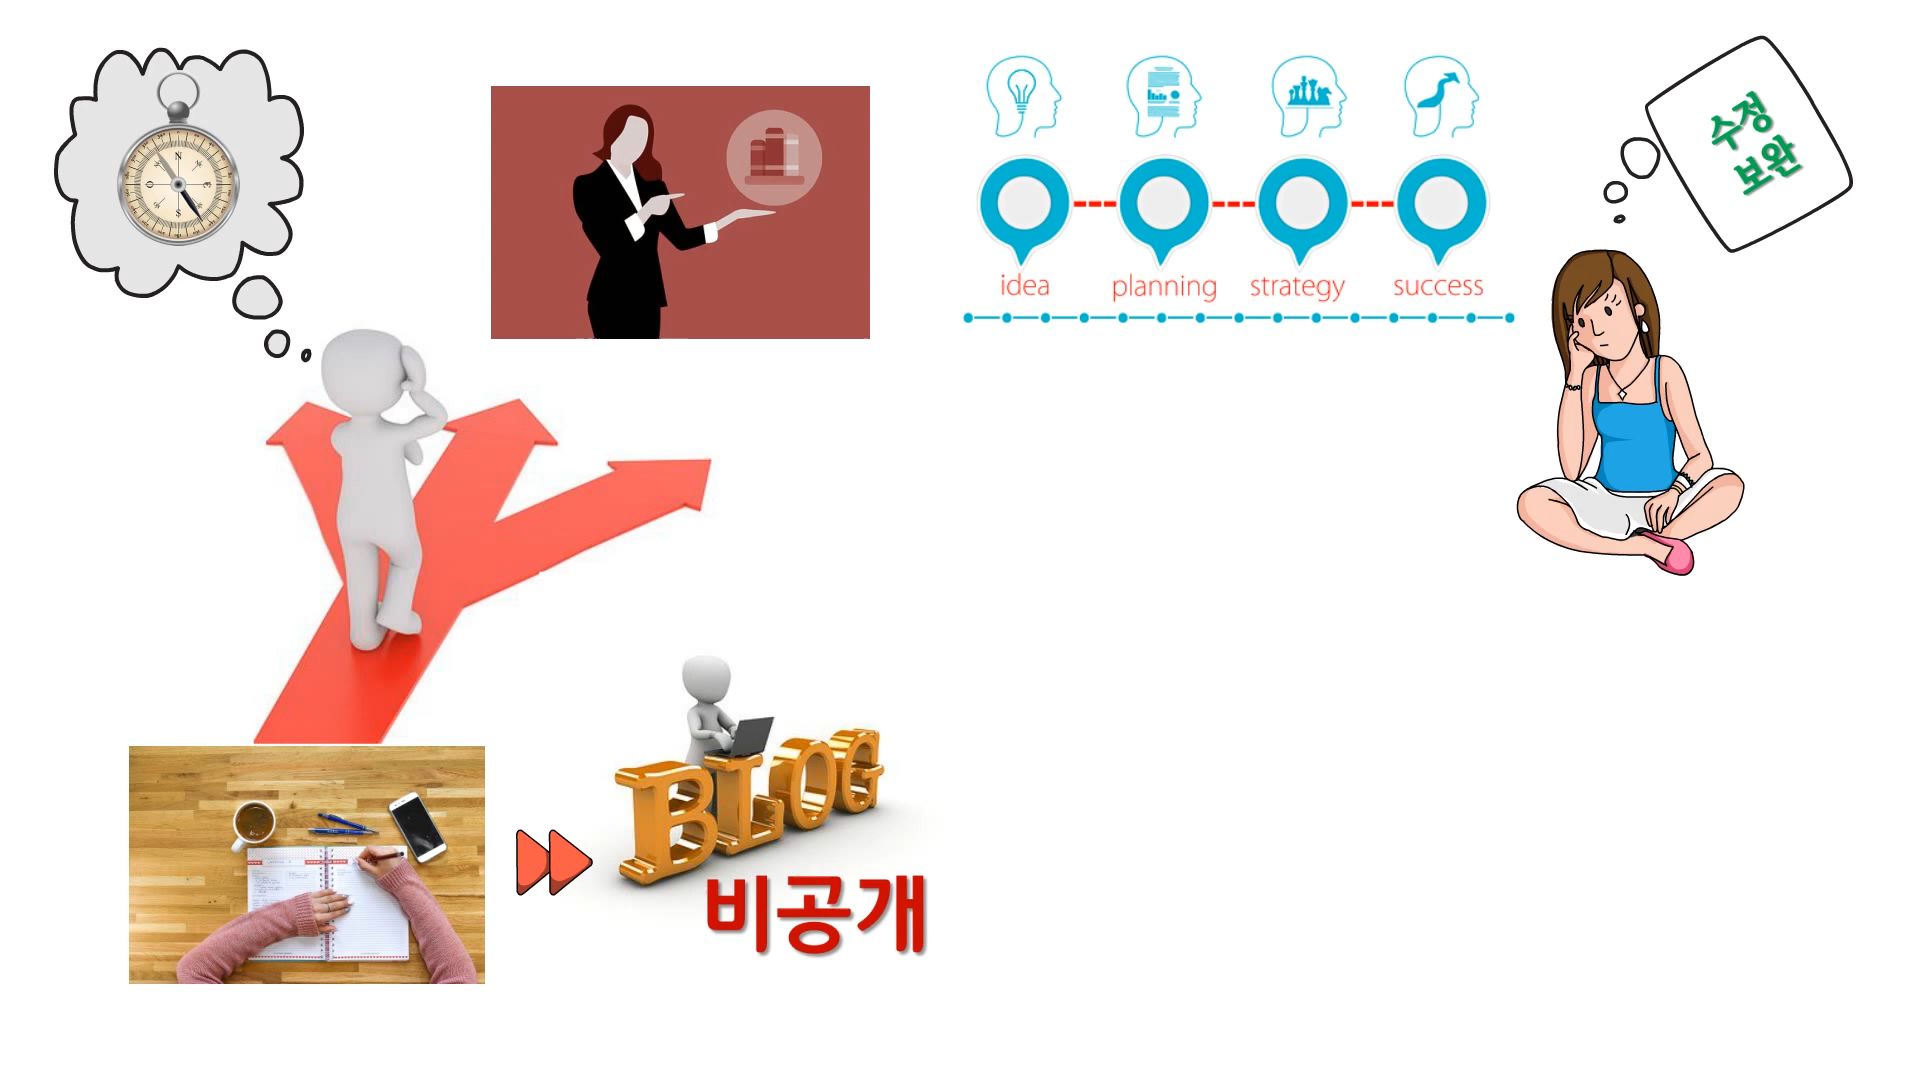 idea
planning
strategy
success
수정
보완
BLOG
비공개